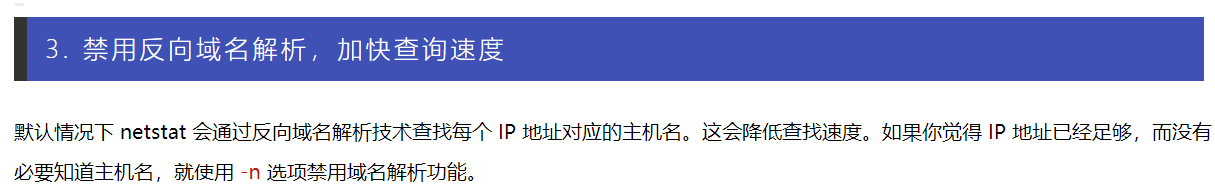 3. 禁用反向域名解析，加快查询速度
默认情况下 netstat 会通过反向域名解析技术查找每个 IP 地址对应的主机名。这会降低查找速度。如果你觉得 IP 地址已经足够，而没有
必要知道主机名，就使用 -n 选项禁用域名解析功能。